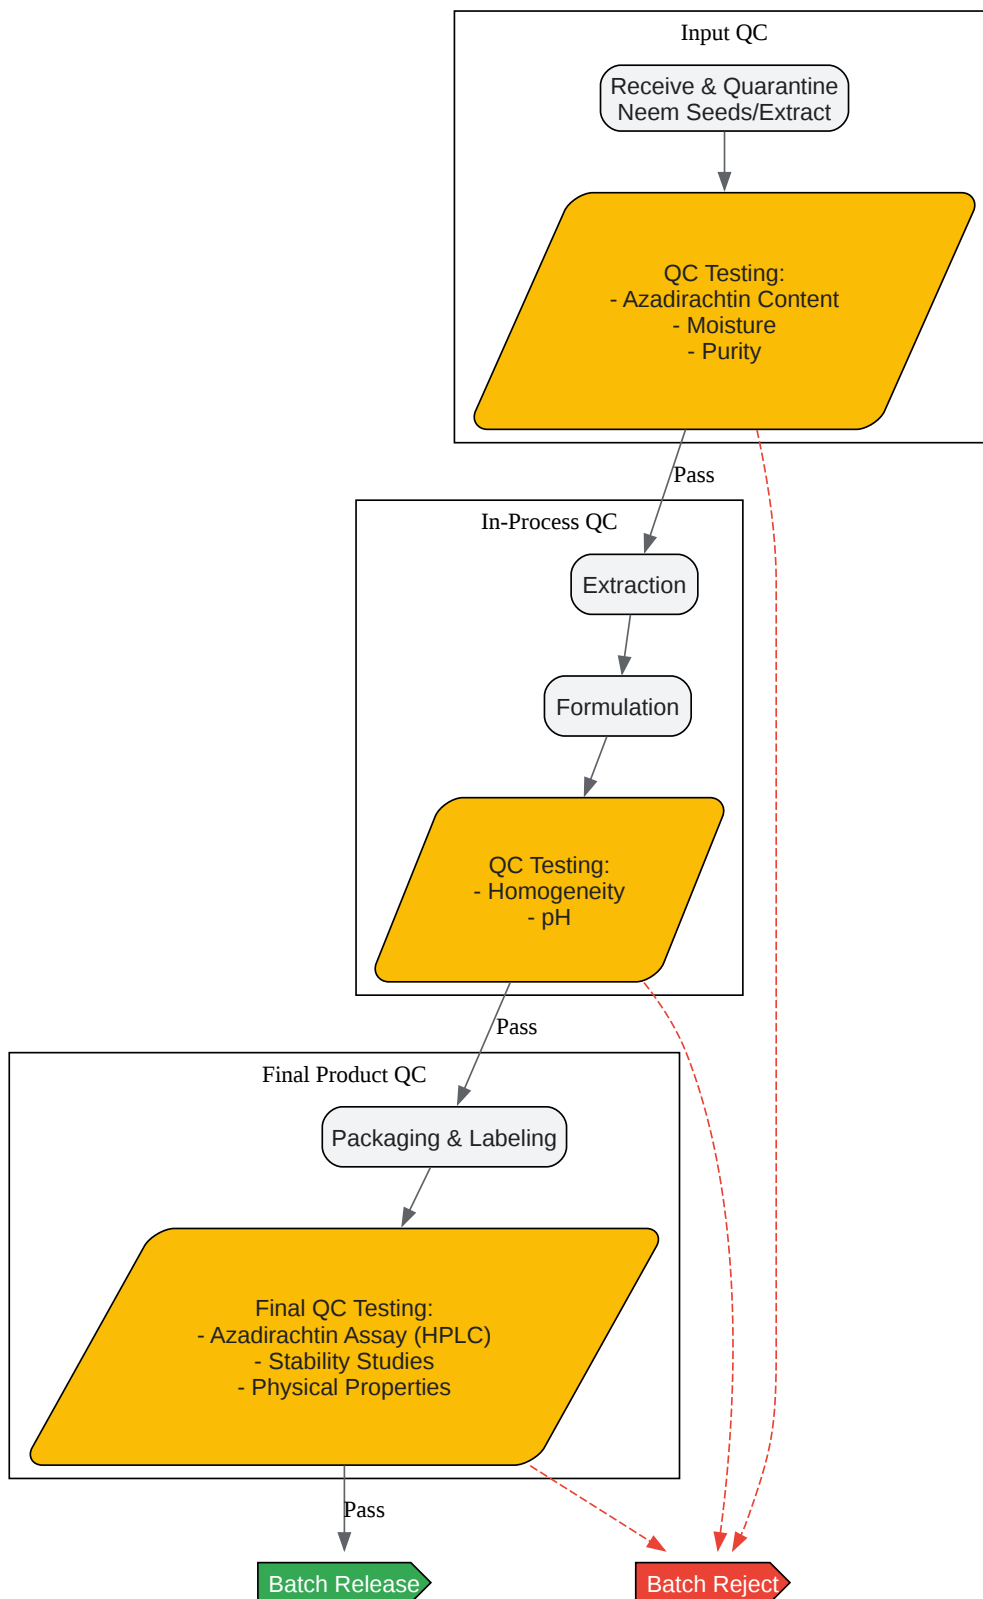 Input QC
Receive & Quarantine
Neem Seeds/Extract
QC Testing:
- Azadirachtin Content
- Moisture
- Purity
Pass
In-Process QC
Extraction
Formulation
QC Testing:
- Homogeneity
- pH
Pass
Final Product QC
Packaging & Labeling
Final QC Testing:
- Azadirachtin Assay (HPLC)
- Stability Studies
- Physical Properties
Pass
Batch Release
Batch Reject